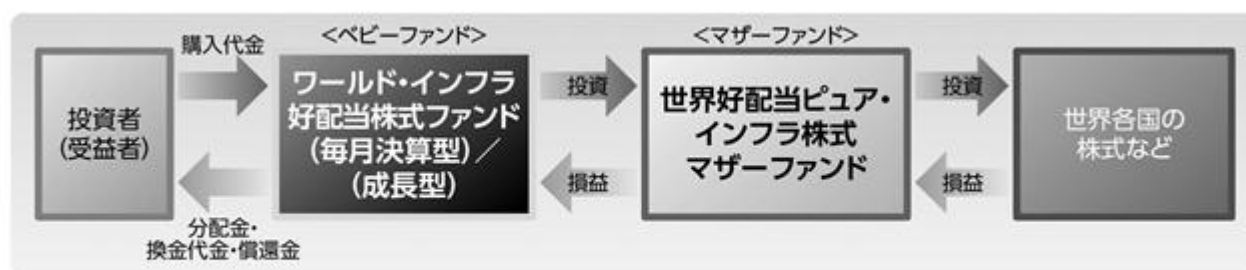 購入代金
<ベビーファンド>
<マザーファンド>
投資者
(受益者)
ワールド・インフラ
好配当株式ファンド
(毎月決算型)/
(成長型)
投資
世界好配当ピュア・
インフラ株式
マザーファンド
投資
世界各国の
株式など
損益
損益
分配金・
換金代金・償還金